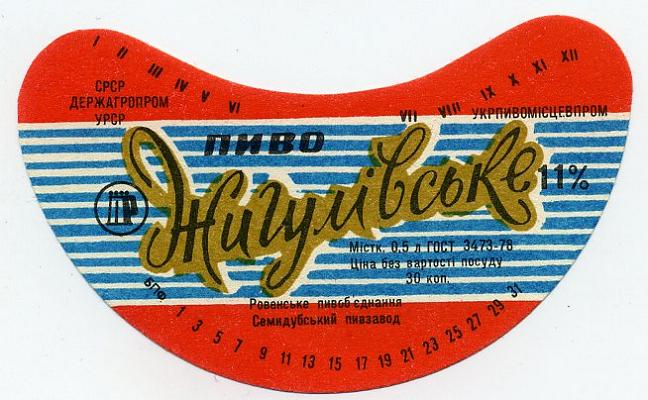 I II III IV V VI VII VIII IX X XI XII
СРСР
ДЕРЖАГРОПРОМ
УРСР
УКРПИВОМІСЦЕВПРОМ
ПИВО
Жигулівське
11%
Містк. 0,5 л ГОСТ 3473-78
Ціна без вартості посуду
30 коп.
Ровенське пивоб'єднання
Семидубський пивзавод
БПФ 1 3 5 7 9 11 13 15 17 19 21 23 25 27 29 31